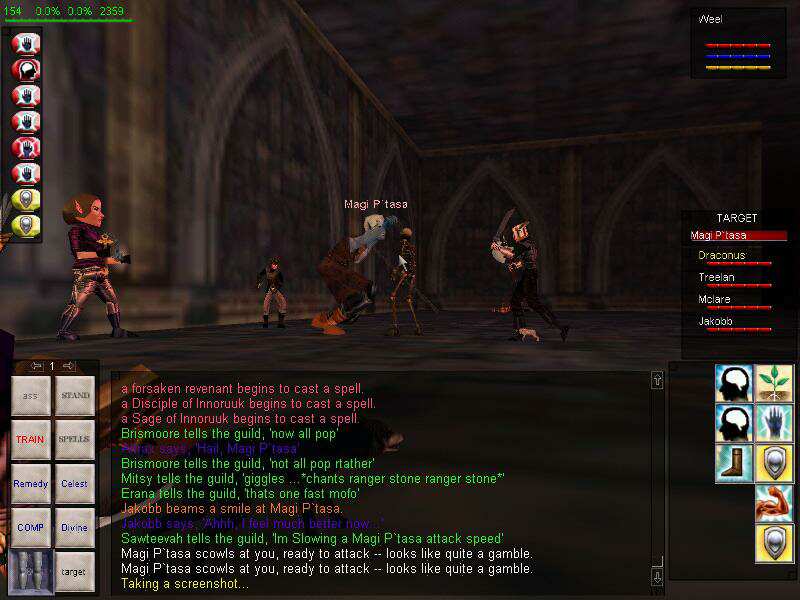 154 0.0% 0.0% 2359
Weel
Magi P`tasa
TARGET
Magi P`tasa
Draconus
Treelan
Mclare
Jakobb
1
ass STAND
TRAIN SPELLS
Remedy Celest
COMP Divine
target
a forsaken revenant begins to cast a spell.
a Disciple of Innoruuk begins to cast a spell.
a Sage of Innoruuk begins to cast a spell.
Brismoore tells the guild, 'now all pop'
says, 'Hail, Magi P`tasa'
Brismoore tells the guild, 'not all pop rtather'
Mitsy tells the guild, 'giggles ...*chants ranger stone ranger stone*'
Erana tells the guild, 'thats one fast mofo'
Jakobb beams a smile at Magi P`tasa.
Jakobb says, 'Ahhh, I feel much better now...'
Sawteevah tells the guild, 'Im Slowing a Magi P`tasa attack speed'
Magi P`tasa scowls at you, ready to attack -- looks like quite a gamble.
Magi P`tasa scowls at you, ready to attack -- looks like quite a gamble.
Taking a screenshot...